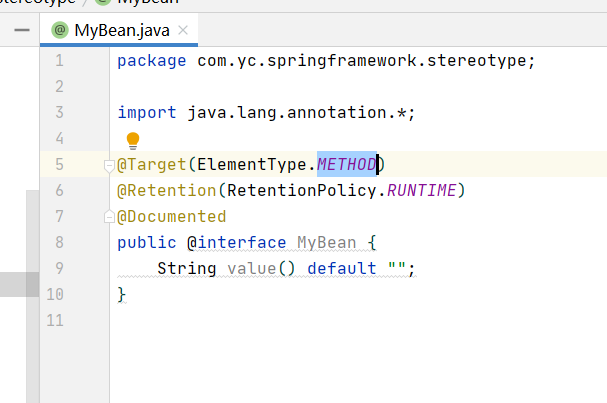 stereotype / MyBean
MyBean.java
1 package com.yc.springframework.stereotype;
2
3 import java.lang.annotation.*;
4
5 @Target(ElementType.METHOD)
6 @Retention(RetentionPolicy.RUNTIME)
7 @Documented
8 public @interface MyBean {
9 String value() default "";
10 }
11